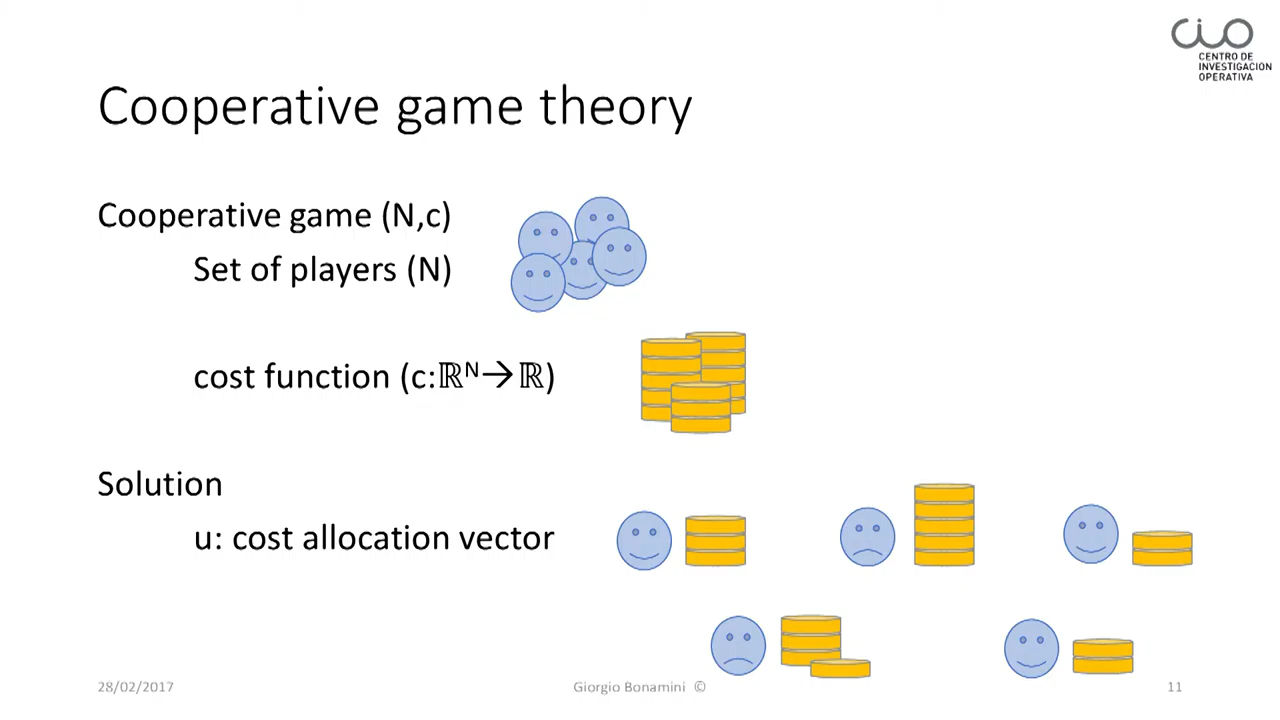 CIO
CENTRO DE
INVESTIGACION
OPERATIVA
Cooperative game theory
Cooperative game (N,c)
Set of players (N)
cost function (c:ℝᴺ→ℝ)
Solution
u: cost allocation vector
28/02/2017
Giorgio Bonamini ©
11